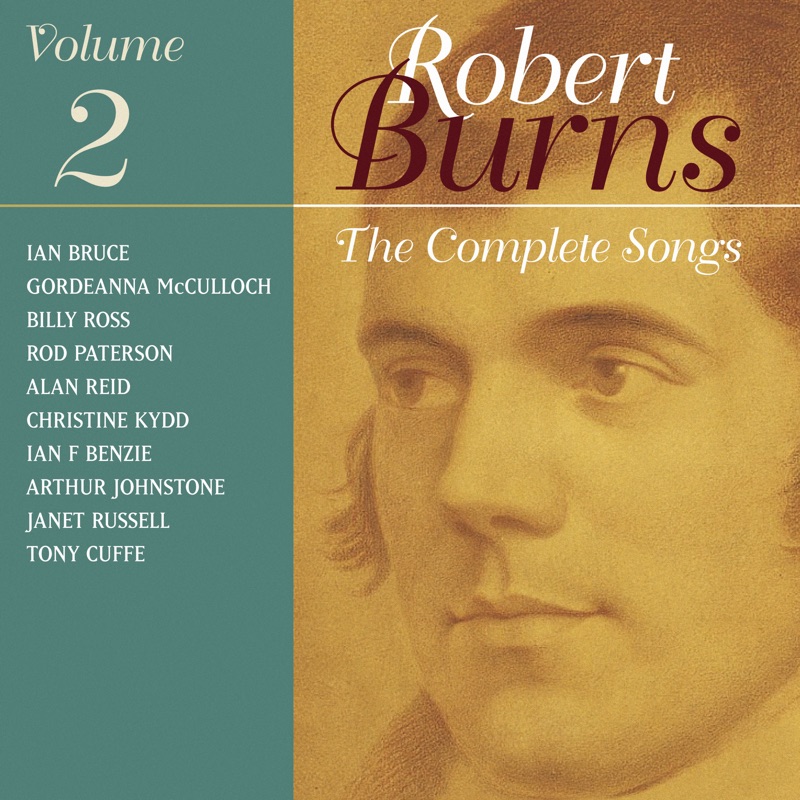 Volume
2
Robert
Burns
The Complete Songs
IAN BRUCE
GORDEANNA McCULLOCH
BILLY ROSS
ROD PATERSON
ALAN REID
CHRISTINE KYDD
IAN F BENZIE
ARTHUR JOHNSTONE
JANET RUSSELL
TONY CUFFE